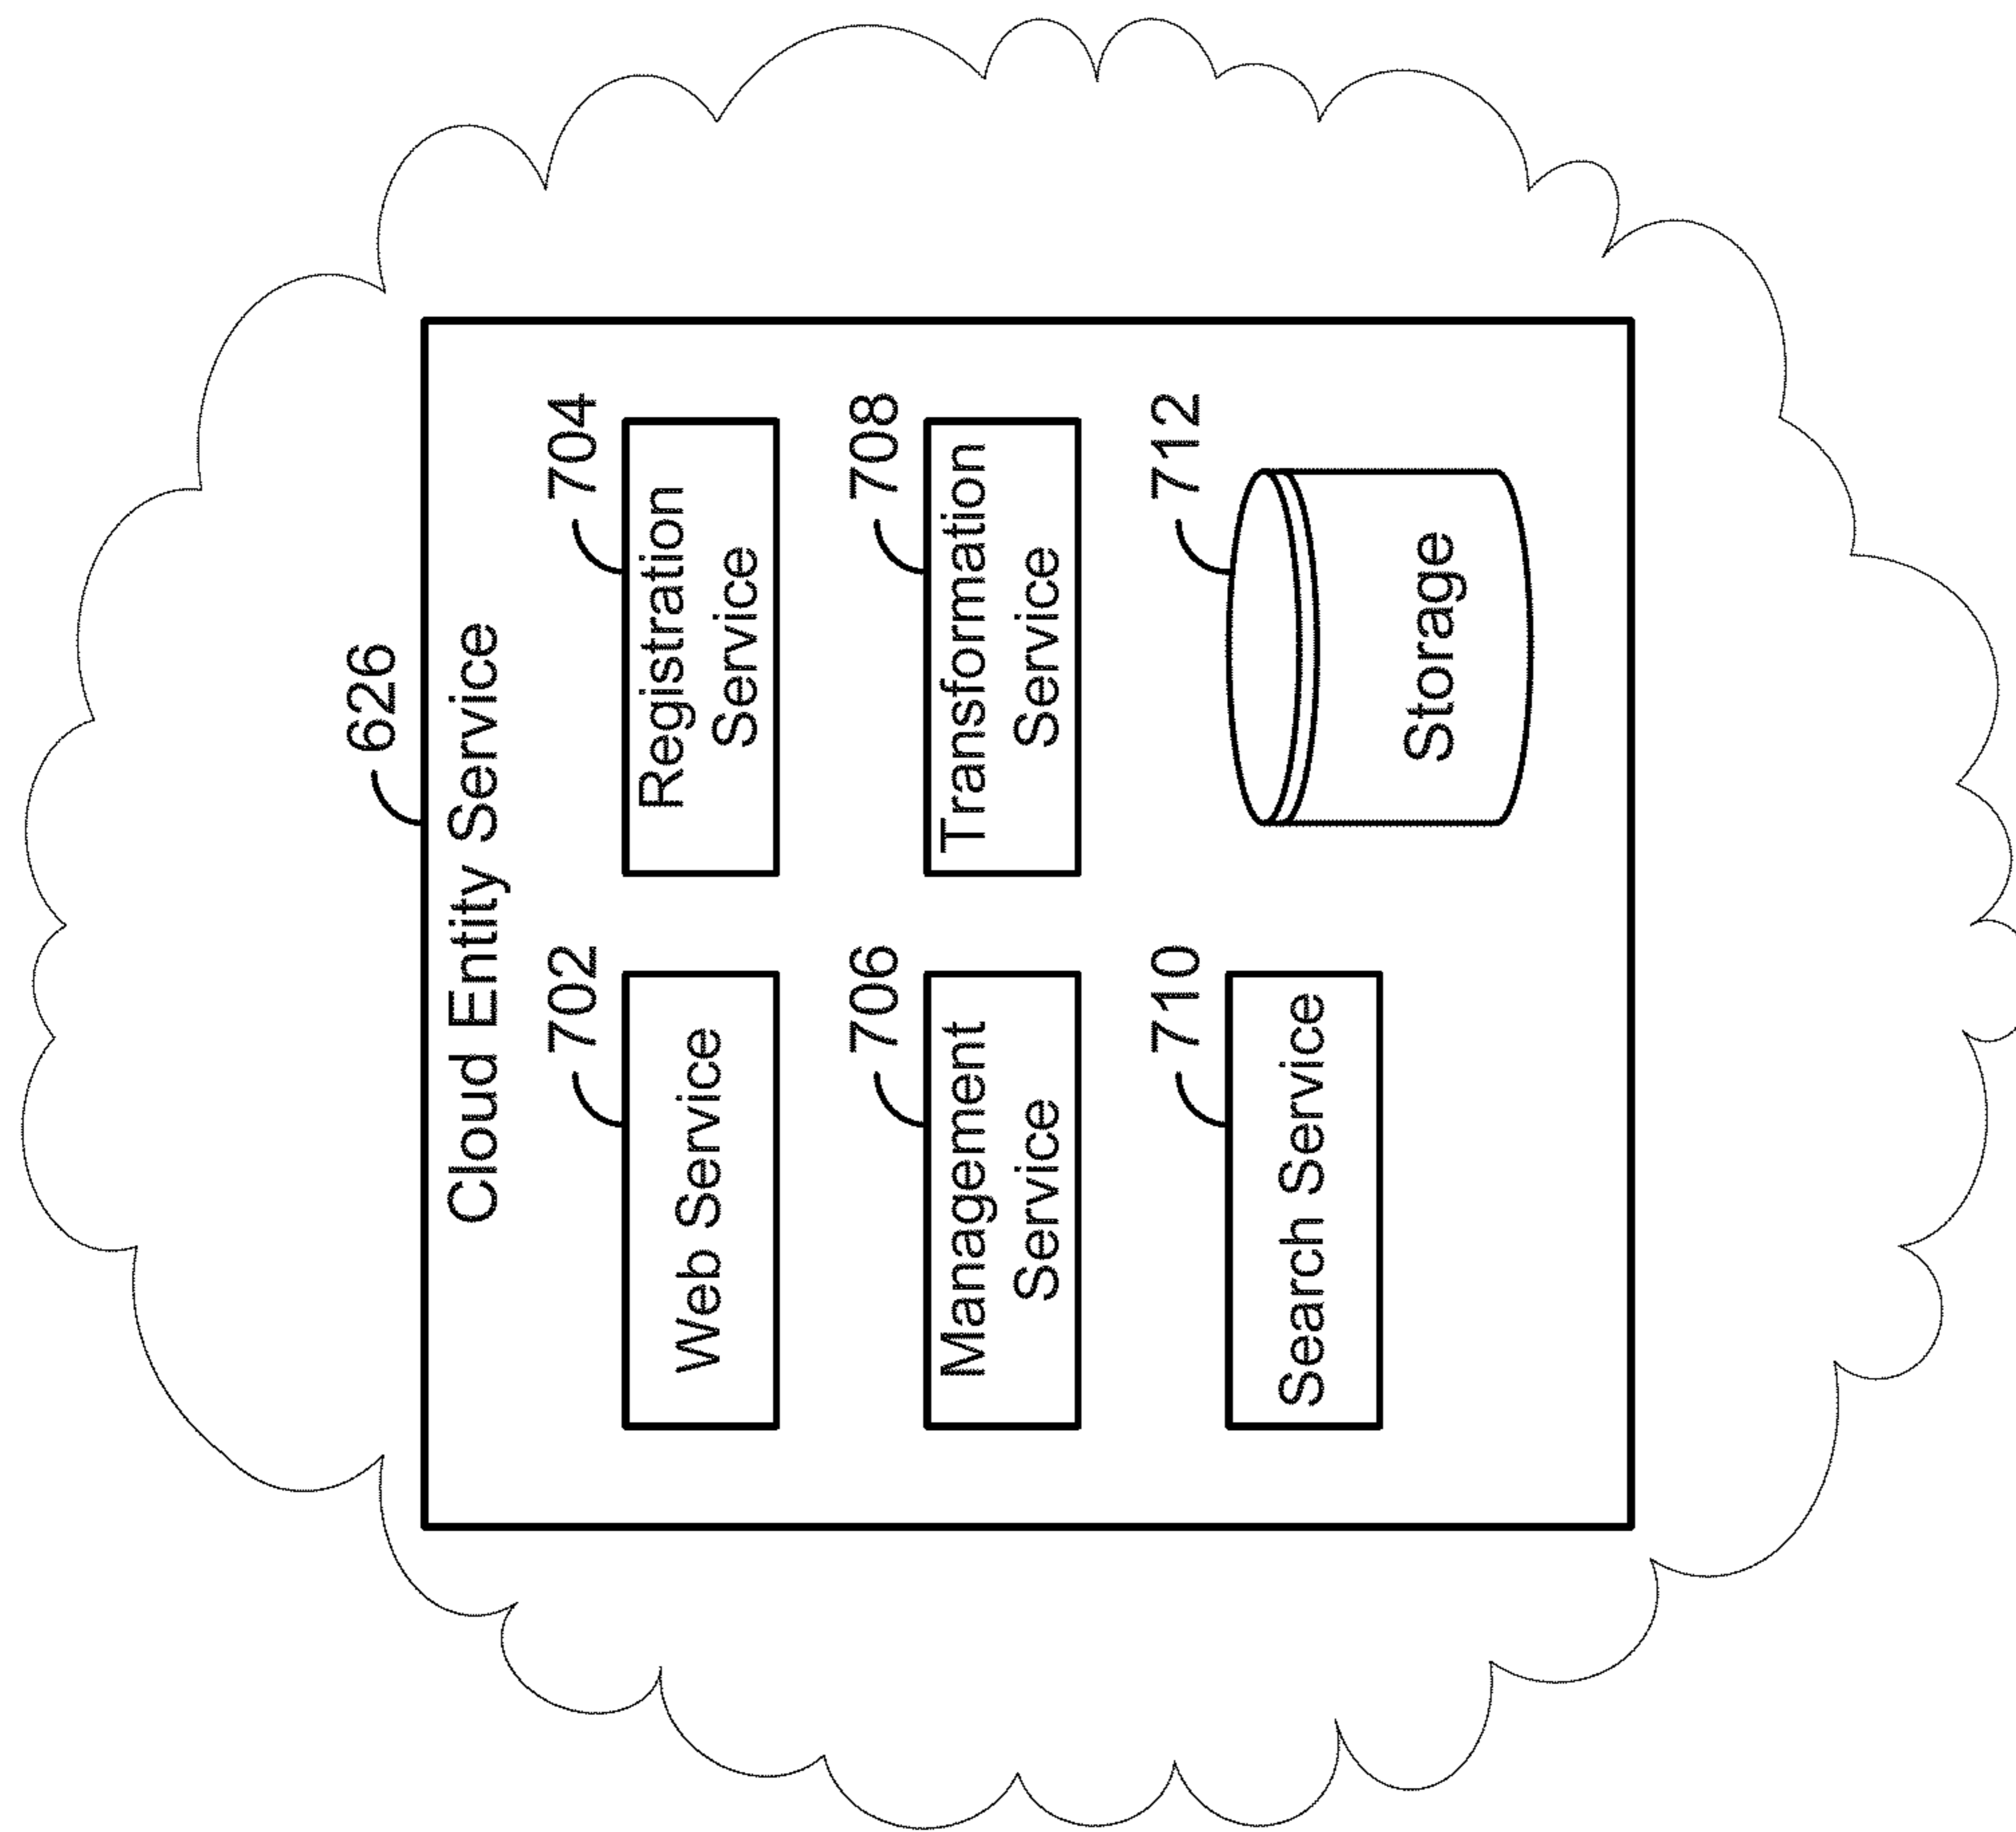 626
Cloud Entity Service
702
Web Service
704
Registration
Service
706
Management
Service
708
Transformation
Service
710
Search Service
712
Storage